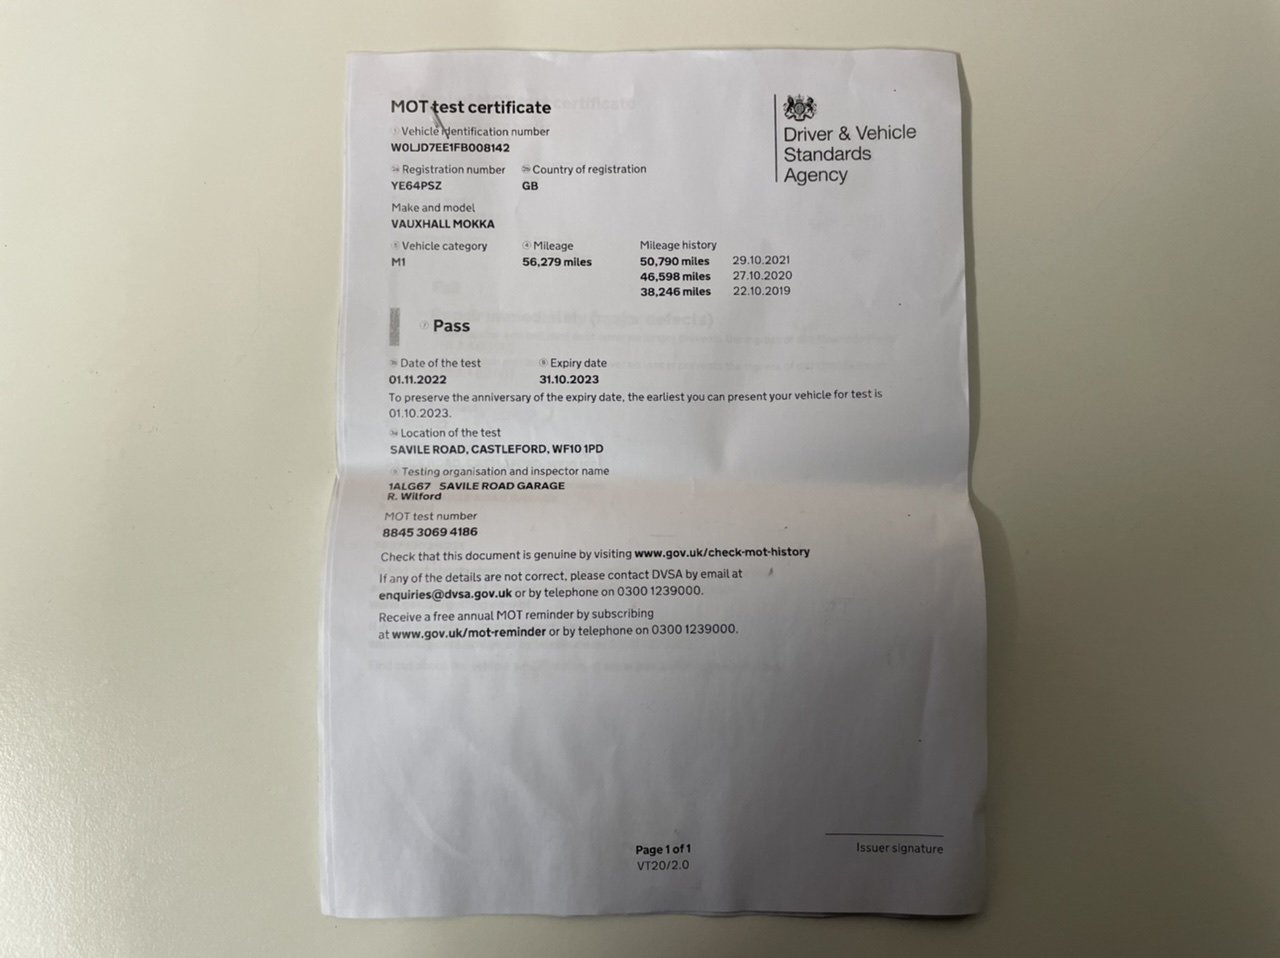 MOT test certificate
1 Vehicle identification number
W0LJD7EE1FB008142
Registration number
YE64PSZ
Country of registration
GB
Make and model
VAUXHALL MOKKA
Vehicle category
M1
4 Mileage
56,279 miles
Mileage history
50,790 miles 29.10.2021
46,598 miles 27.10.2020
38,246 miles 22.10.2019
Driver & Vehicle
Standards
Agency
7 Pass
Date of the test
01.11.2022
8 Expiry date
31.10.2023
To preserve the anniversary of the expiry date, the earliest you can present your vehicle for test is
01.10.2023.
Location of the test
SAVILE ROAD, CASTLEFORD, WF10 1PD
Testing organisation and inspector name
1ALG67 SAVILE ROAD GARAGE
R. Wilford
MOT test number
8845 3069 4186
Check that this document is genuine by visiting www.gov.uk/check-mot-history
If any of the details are not correct, please contact DVSA by email at
enquiries@dvsa.gov.uk or by telephone on 0300 1239000.
Receive a free annual MOT reminder by subscribing
at www.gov.uk/mot-reminder or by telephone on 0300 1239000.
Page 1 of 1
VT20/2.0
Issuer signature